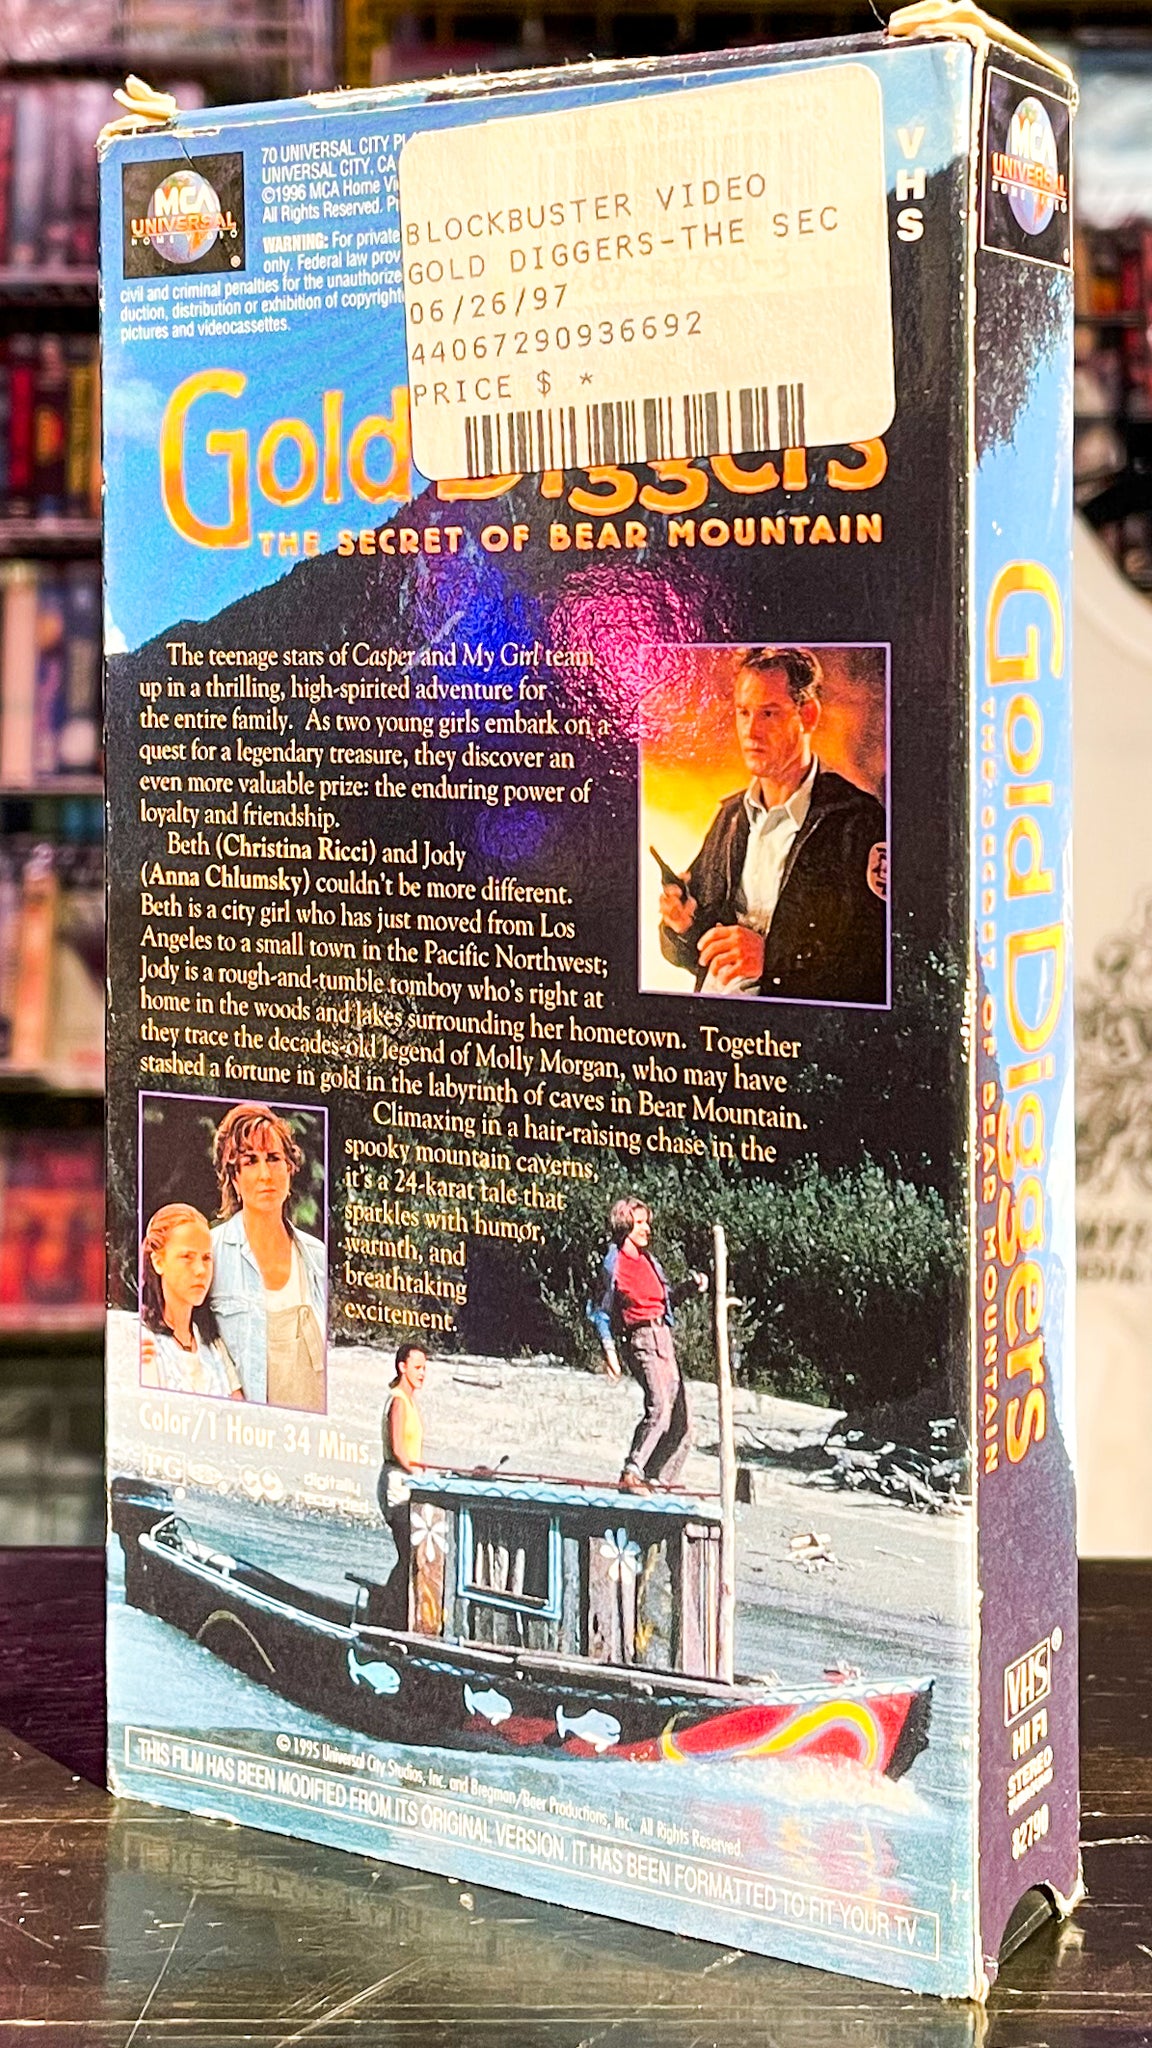 MCA
UNIVERSAL
HOME VIDEO
®
70 UNIVERSAL CITY
UNIVERSAL CITY, CA
©1996 MCA Home
All Rights Reserved.
WARNING: For private
only. Federal law
civil and criminal penalties for the
duction, distribution or exhibition of
pictures and videocassettes.
BLOCKBUSTER VIDEO
GOLD DIGGERS-THE SEC
06/26/97
44067290936692
PRICE $ *
VHS
Gold Diggers
THE SECRET OF BEAR MOUNTAIN
The teenage stars of Casper and My Girl team
up in a thrilling, high-spirited adventure for
the entire family. As two young girls embark on a
quest for a legendary treasure, they discover an
even more valuable prize: the enduring power of
loyalty and friendship.
Beth (Christina Ricci) and Jody
(Anna Chlumsky) couldn't be more different.
Beth is a city girl who has just moved from Los
Angeles to a small town in the Pacific Northwest;
Jody is a rough-and-tumble tomboy who's right at
home in the woods and lakes surrounding her hometown. Together
they trace the decades-old legend of Molly Morgan, who may have
stashed a fortune in gold in the labyrinth of caves in Bear Mountain.
Climaxing in a hair-raising chase in the
spooky mountain caverns,
it's a 24-karat tale that
sparkles with humor,
warmth, and
breathtaking
excitement.
Color/1 Hour 34 Mins.
PG
digitally
recorded
© 1995 Universal City Studios, Inc. and Bregman/Baer Productions, Inc. All Rights Reserved
THIS FILM HAS BEEN MODIFIED FROM ITS ORIGINAL VERSION. IT HAS BEEN FORMATTED TO FIT YOUR TV.
MCA
UNIVERSAL
HOME VIDEO
®
Gold Diggers
THE SECRET OF BEAR MOUNTAIN
VHS®
HI FI
STEREO
82790